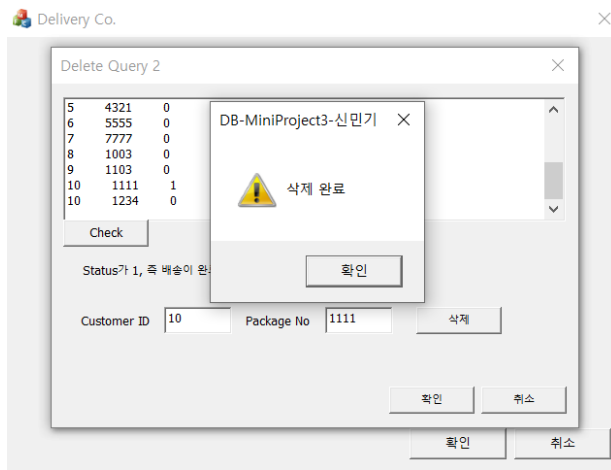 Delivery Co.
Delete Query 2
DB-MiniProject3-신민기
5 4321 0
6 5555 0
7 7777 0
8 1003 0
9 1103 0
10 1111 1
10 1234 0
삭제 완료
확인
Check
Status가 1, 즉 배송이
Customer ID 10 Package No 1111 삭제
확인 취소
확인 취소